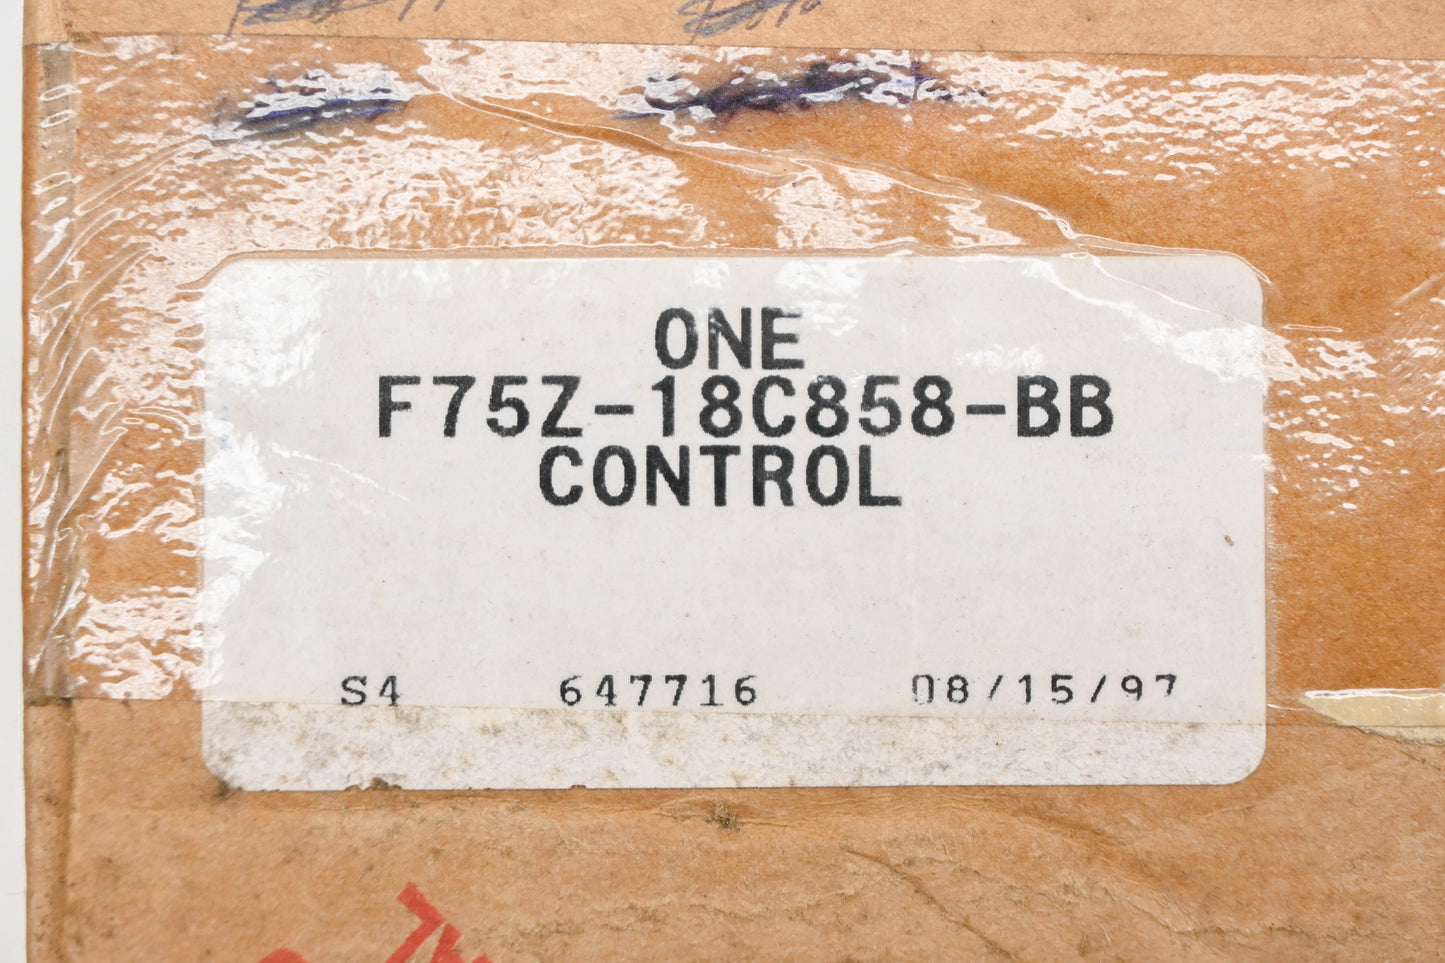 ONE
F75Z-18C858-BB
CONTROL
S4 647716 08/15/97